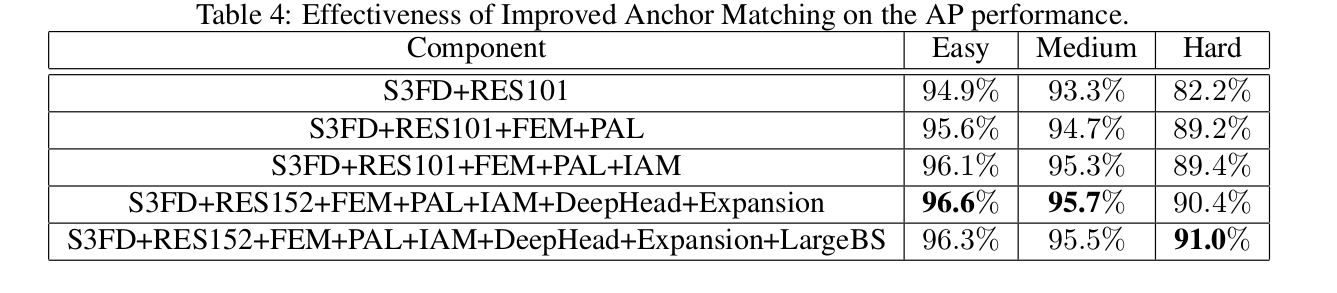 Table 4: Effectiveness of Improved Anchor Matching on the AP performance.
Component Easy Medium Hard
S3FD+RES101 94.9% 93.3% 82.2%
S3FD+RES101+FEM+PAL 95.6% 94.7% 89.2%
S3FD+RES101+FEM+PAL+IAM 96.1% 95.3% 89.4%
S3FD+RES152+FEM+PAL+IAM+DeepHead+Expansion 96.6% 95.7% 90.4%
S3FD+RES152+FEM+PAL+IAM+DeepHead+Expansion+LargeBS 96.3% 95.5% 91.0%